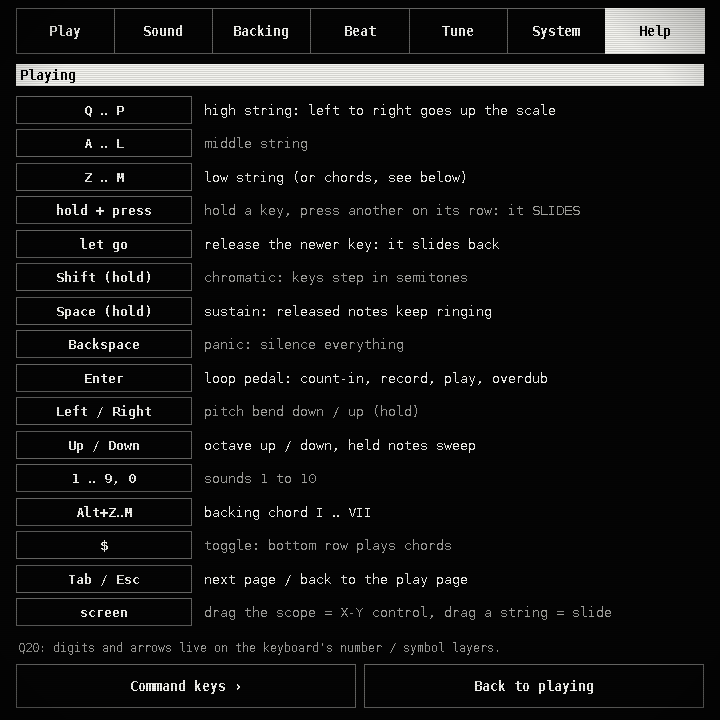 Play Sound Backing Beat Tune System Help
Playing
Q .. P high string: left to right goes up the scale
A .. L middle string
Z .. M low string (or chords, see below)
hold + press hold a key, press another on its row: it SLIDES
let go release the newer key: it slides back
Shift (hold) chromatic: keys step in semitones
Space (hold) sustain: released notes keep ringing
Backspace panic: silence everything
Enter loop pedal: count-in, record, play, overdub
Left / Right pitch bend down / up (hold)
Up / Down octave up / down, held notes sweep
1 .. 9, 0 sounds 1 to 10
Alt+Z..M backing chord I .. VII
$ toggle: bottom row plays chords
Tab / Esc next page / back to the play page
screen drag the scope = X-Y control, drag a string = slide
Q20: digits and arrows live on the keyboard's number / symbol layers.
Command keys › Back to playing